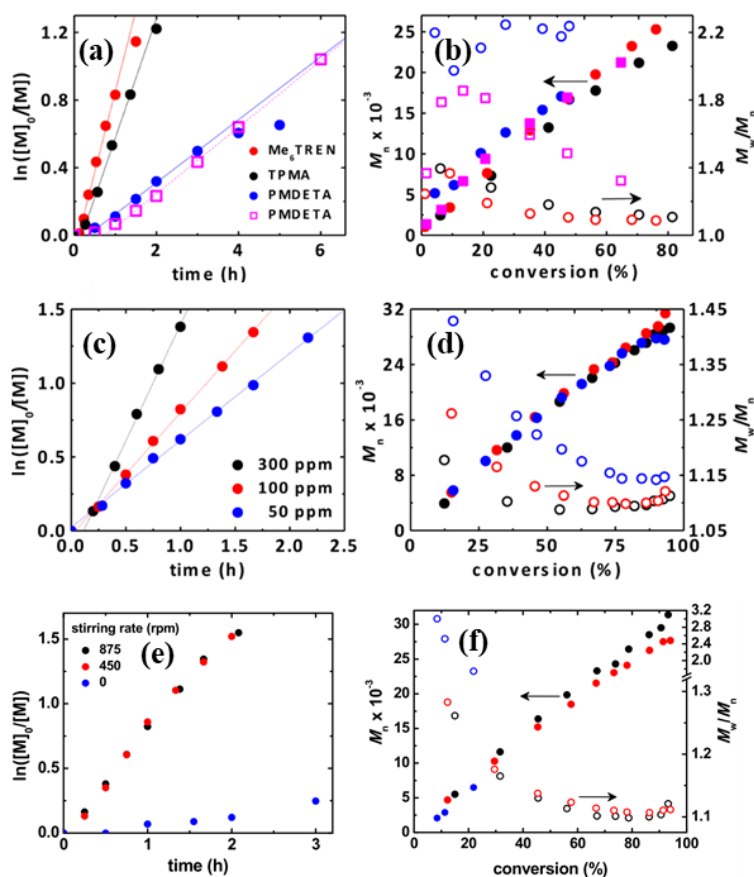 (a)
1.2
0.8
0.4
0.0
ln ([M]0/[M])
Me6TREN
TPMA
PMDETA
PMDETA
0 2 4 6
time (h)
(b)
25
20
15
10
5
0
Mn x 10-3
2.2
1.8
1.4
1.0
Mw/Mn
0 20 40 60 80
conversion (%)
(c)
1.5
1.0
0.5
0.0
ln ([M]0/[M])
300 ppm
100 ppm
50 ppm
0.5 1.0 1.5 2.0 2.5
time (h)
(d)
32
24
16
8
0
Mn x 10-3
1.45
1.35
1.25
1.15
1.05
Mw/Mn
0 25 50 75 100
conversion (%)
(e)
stirring rate (rpm)
875
450
0
1.5
1.0
0.5
0.0
ln([M]0/[M])
0 1 2 3
time (h)
(f)
30
25
20
15
10
5
0
Mn x 10-3
3.2
2.8
2.4
2.0
1.3
1.2
1.1
Mw/Mn
0 20 40 60 80 100
conversion (%)